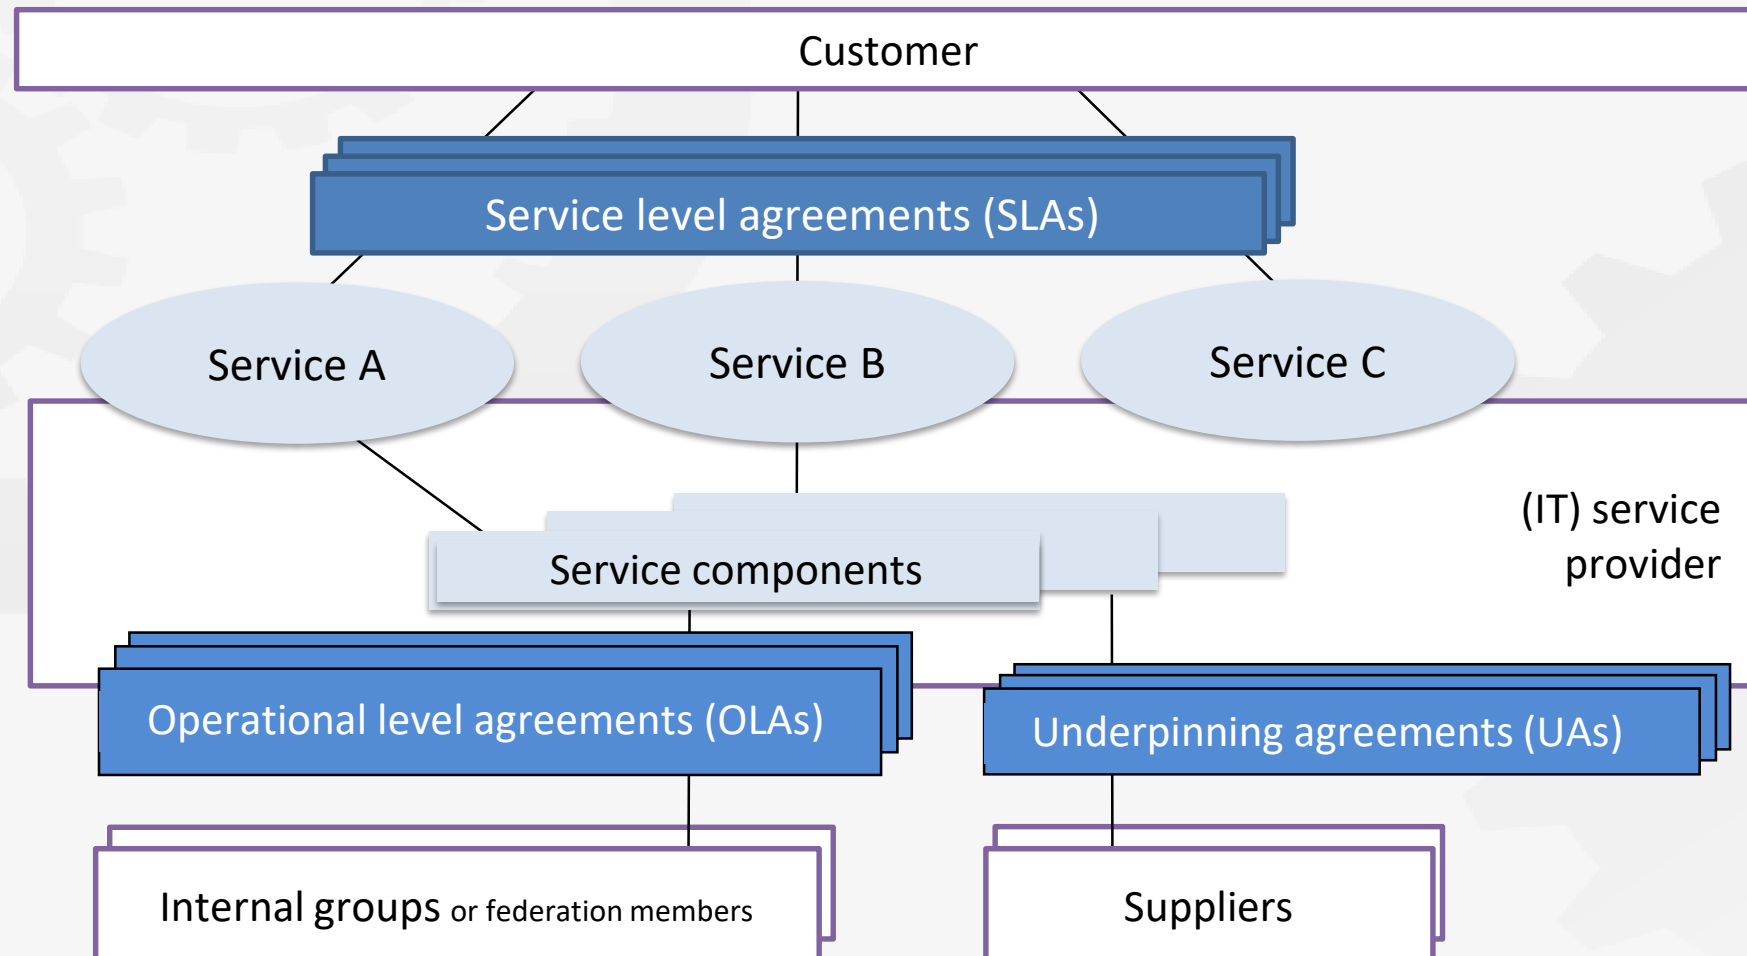 Customer
Service level agreements (SLAs)
Service A
Service B
Service C
(IT) service
provider
Service components
Operational level agreements (OLAs)
Underpinning agreements (UAs)
Internal groups or federation members
Suppliers